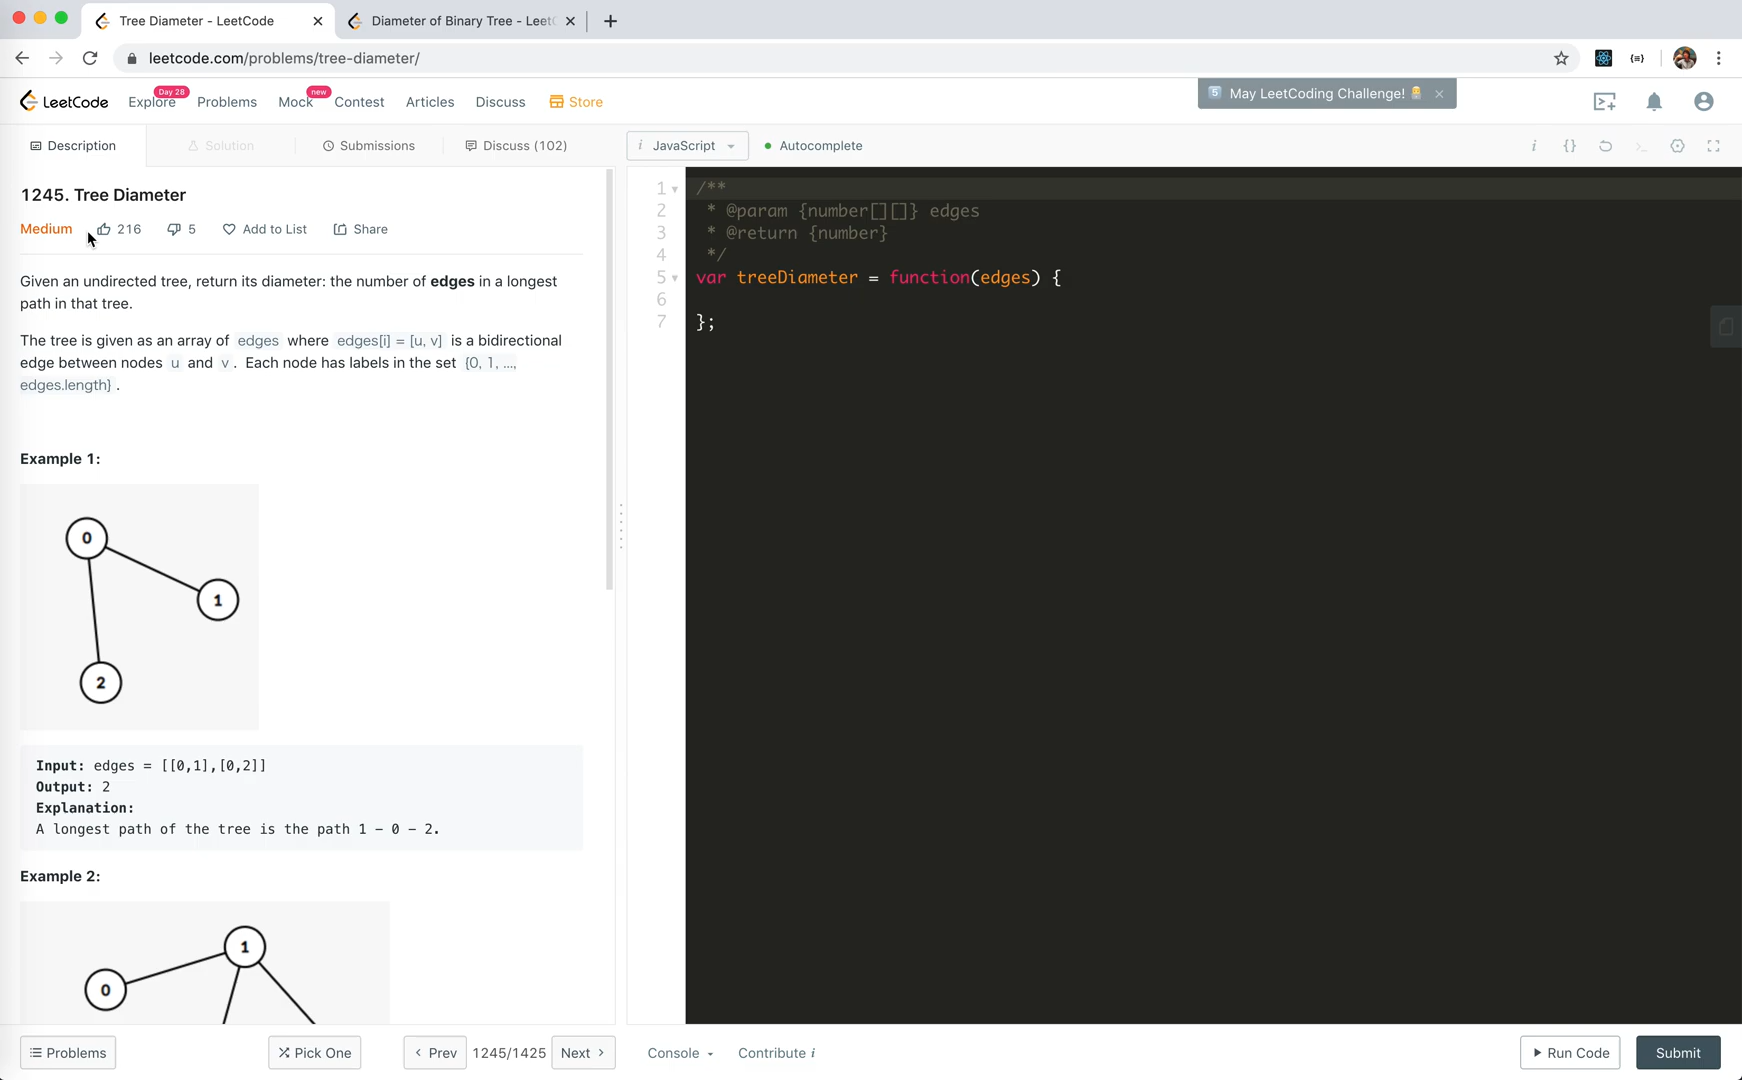 Tree Diameter - LeetCode
Diameter of Binary Tree - Leet
leetcode.com/problems/tree-diameter/
LeetCode
Explore
Day 28
Problems
Mock
new
Contest
Articles
Discuss
Store
May LeetCoding Challenge!
Description
Solution
Submissions
Discuss (102)
i JavaScript
Autocomplete
1245. Tree Diameter
Medium
216
5
Add to List
Share
Given an undirected tree, return its diameter: the number of edges in a longest
path in that tree.
The tree is given as an array of edges where edges[i] = [u, v] is a bidirectional
edge between nodes u and v. Each node has labels in the set {0, 1, ...,
edges.length}.
Example 1:
0
1
2
Input: edges = [[0,1],[0,2]]
Output: 2
Explanation:
A longest path of the tree is the path 1 - 0 - 2.
Example 2:
1
0
1 /**
2 * @param {number[][]} edges
3 * @return {number}
4 */
5 var treeDiameter = function(edges) {
6
7 };
Problems
Pick One
< Prev
1245/1425
Next >
Console
Contribute i
Run Code
Submit